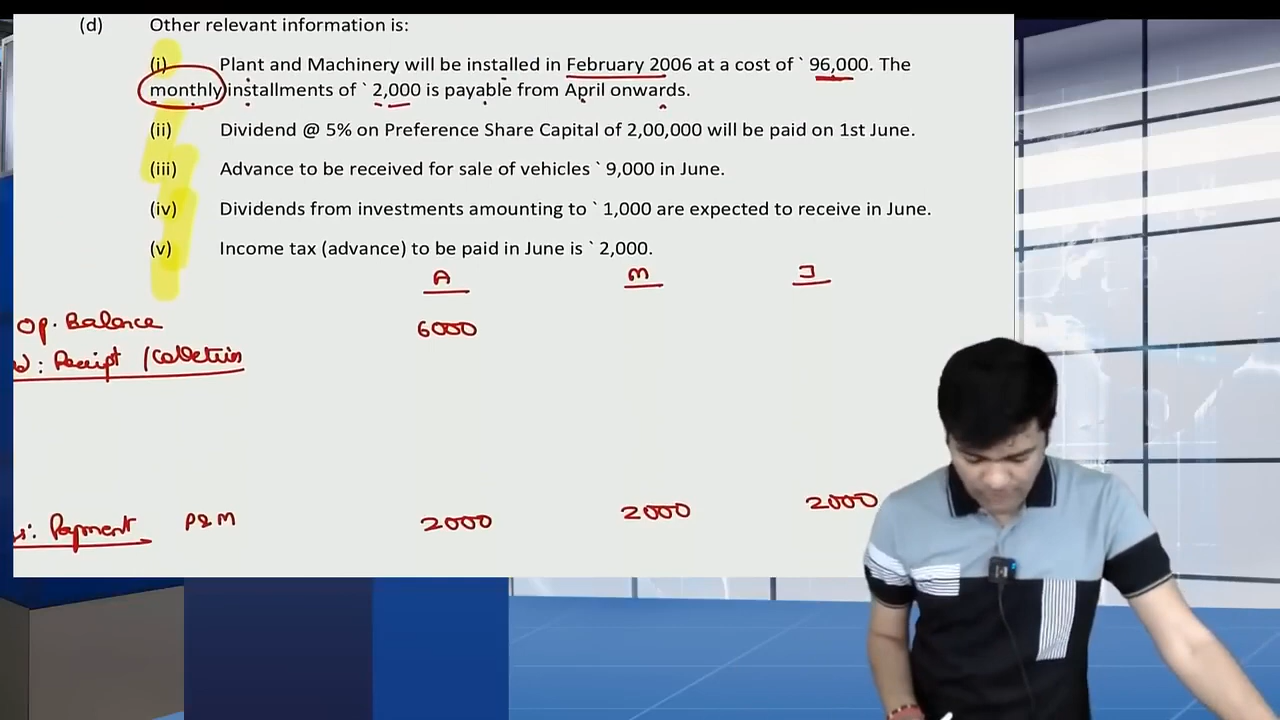 (d) Other relevant information is:
(i) Plant and Machinery will be installed in February 2006 at a cost of ` 96,000. The
monthly installments of ` 2,000 is payable from April onwards.
(ii) Dividend @ 5% on Preference Share Capital of 2,00,000 will be paid on 1st June.
(iii) Advance to be received for sale of vehicles ` 9,000 in June.
(iv) Dividends from investments amounting to ` 1,000 are expected to receive in June.
(v) Income tax (advance) to be paid in June is ` 2,000.
A M J
Op. Balance 6000
: Receipt /
: Payment P&M 2000 2000 2000